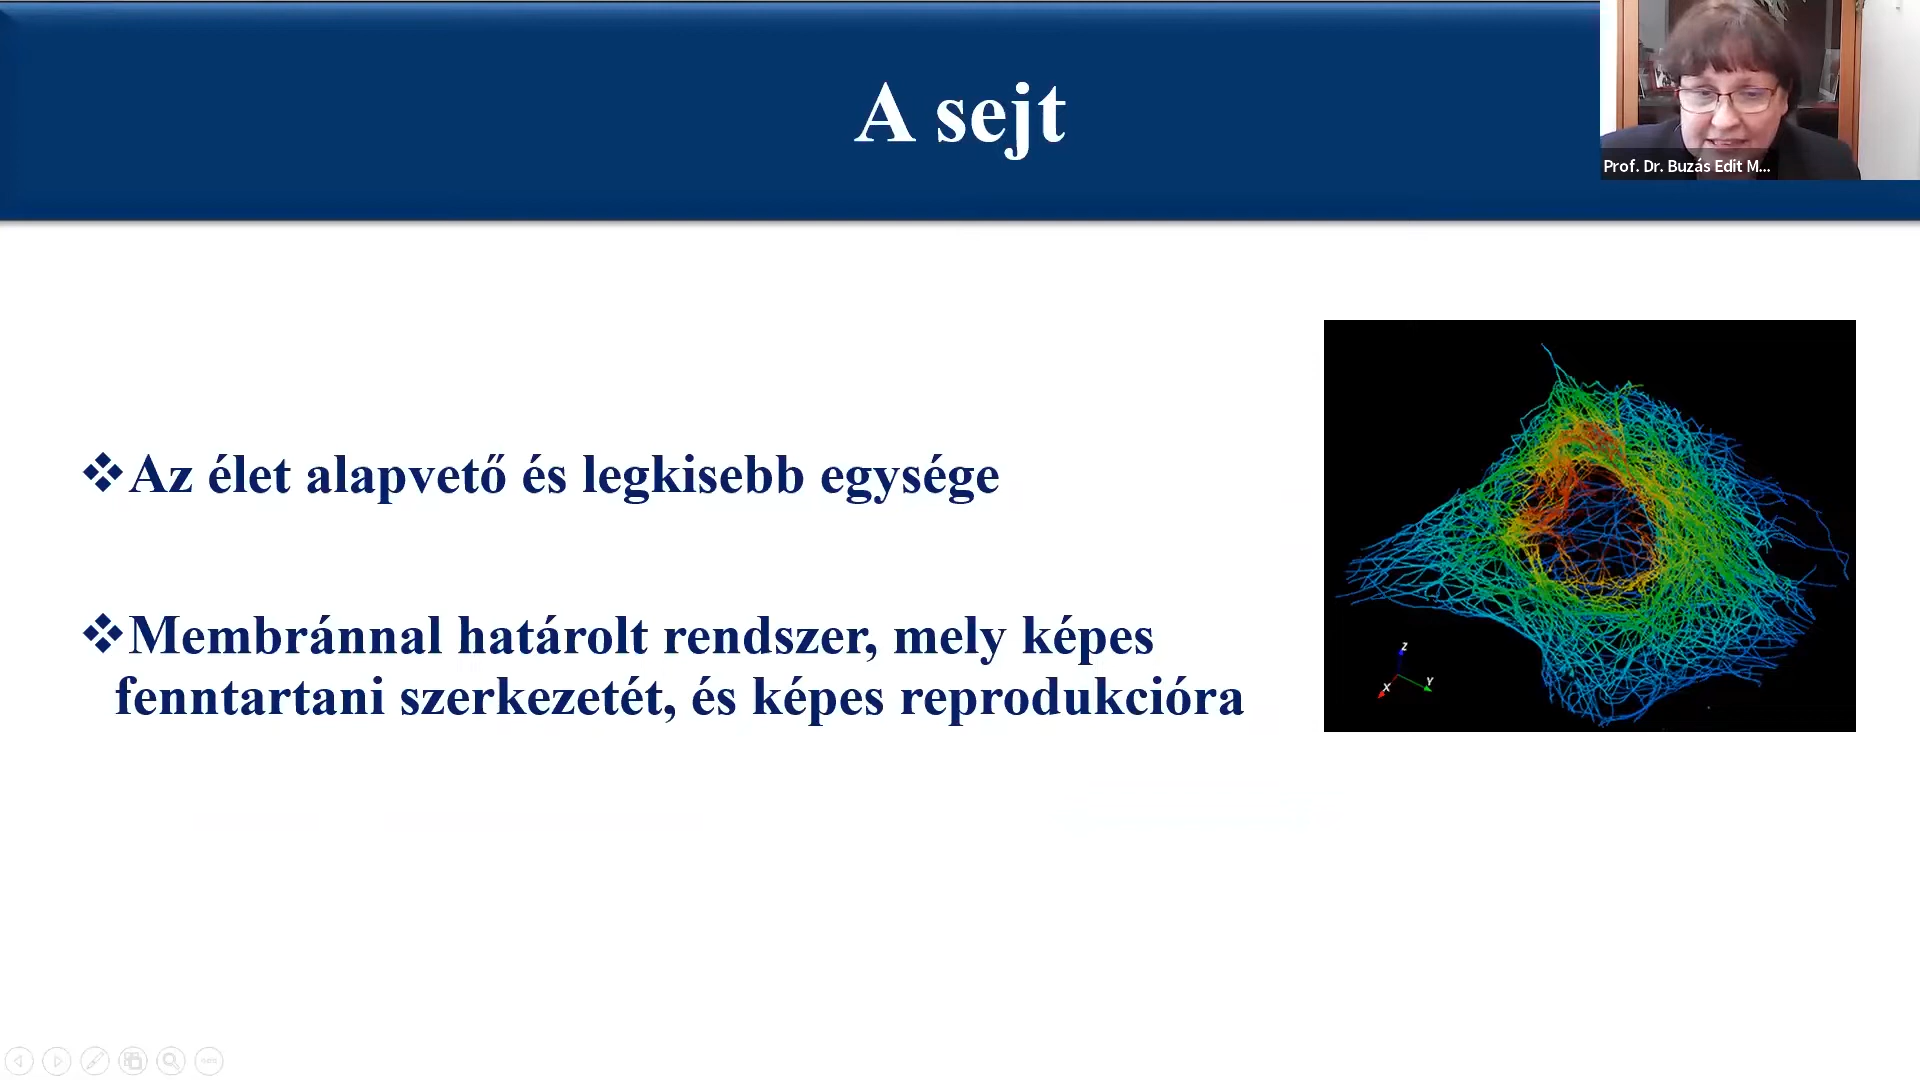 A sejt
Prof. Dr. Buzás Edit M...
❖Az élet alapvető és legkisebb egysége
❖Membránnal határolt rendszer, mely képes
fenntartani szerkezetét, és képes reprodukcióra
Z
X
Y